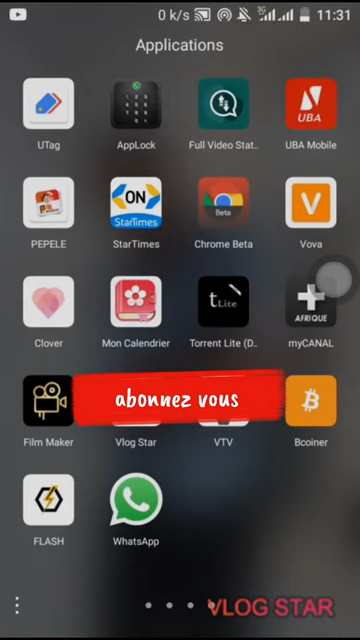 0 k/s 3G 11:31
Applications
UTag AppLock Full Video Stat.. UBA Mobile
UBA
PEPELE StarTimes Chrome Beta Vova
ON
StarTimes
Beta
V
Clover Mon Calendrier Torrent Lite (D.. myCANAL
tLite
AFRIQUE
abonnez vous
Film Maker Vlog Star VTV Bcoiner
FLASH WhatsApp
VLOG STAR